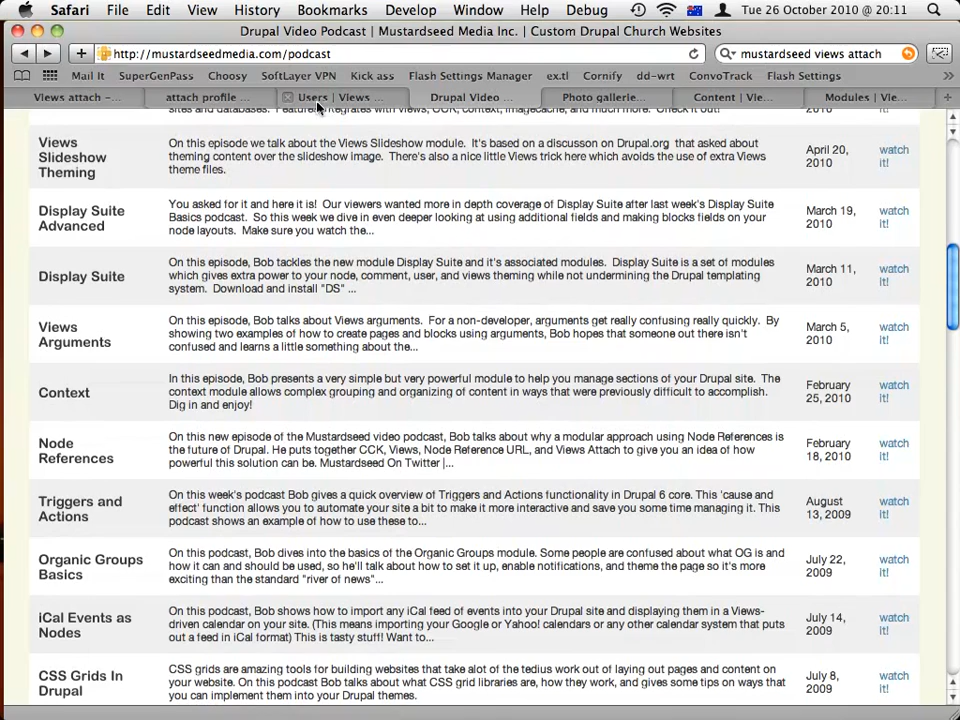 Safari File Edit View History Bookmarks Develop Window Help Debug Tue 26 October 2010 @ 20:11
Drupal Video Podcast | Mustardseed Media Inc. | Custom Drupal Church Websites
http://mustardseedmedia.com/podcast mustardseed views attach
Mail It SuperGenPass Choosy SoftLayer VPN Kick ass Flash Settings Manager ex.tl Cornify dd-wrt ConvoTrack Flash Settings
Views attach –... attach profile ... Users | Views ... Drupal Video ... Photo gallerie... Content | Vie... Modules | Vie...
Views Slideshow Theming
On this episode we talk about the Views Slideshow module. It's based on a discusson on Drupal.org that asked about
theming content over the slideshow image. There's also a nice little Views trick here which avoids the use of extra Views
theme files.
April 20, 2010
watch it!
Display Suite Advanced
You asked for it and here it is! Our viewers wanted more in depth coverage of Display Suite after last week's Display Suite
Basics podcast. So this week we dive in even deeper looking at using additional fields and making blocks fields on your
node layouts. Make sure you watch the...
March 19, 2010
watch it!
Display Suite
On this episode, Bob tackles the new module Display Suite and it's associated modules. Display Suite is a set of modules
which gives extra power to your node, comment, user, and views theming while not undermining the Drupal templating
system. Download and install "DS" ...
March 11, 2010
watch it!
Views Arguments
On this episode, Bob talks about Views arguments. For a non-developer, arguments get really confusing really quickly. By
showing two examples of how to create pages and blocks using arguments, Bob hopes that someone out there isn't
confused and learns a little something about the...
March 5, 2010
watch it!
Context
In this episode, Bob presents a very simple but very powerful module to help you manage sections of your Drupal site. The
context module allows complex grouping and organizing of content in ways that were previously difficult to accomplish.
Dig in and enjoy!
February 25, 2010
watch it!
Node References
On this new episode of the Mustardseed video podcast, Bob talks about why a modular approach using Node References is
the future of Drupal. He puts together CCK, Views, Node Reference URL, and Views Attach to give you an idea of how
powerful this solution can be. Mustardseed On Twitter |...
February 18, 2010
watch it!
Triggers and Actions
On this week's podcast Bob gives a quick overview of Triggers and Actions functionality in Drupal 6 core. This 'cause and
effect' function allows you to automate your site a bit to make it more interactive and save you some time managing it. This
podcast shows an example of how to use these to...
August 13, 2009
watch it!
Organic Groups Basics
On this podcast, Bob dives into the basics of the Organic Groups module. Some people are confused about what OG is and
how it can and should be used, so he'll talk about how to set it up, enable notifications, and theme the page so it's more
exciting than the standard "river of news"...
July 22, 2009
watch it!
iCal Events as Nodes
On this podcast, Bob shows how to import any iCal feed of events into your Drupal site and displaying them in a Views-
driven calendar on your site. (This means importing your Google or Yahoo! calendars or any other calendar system that puts
out a feed in iCal format) This is tasty stuff! Want to...
July 14, 2009
watch it!
CSS Grids In Drupal
CSS grids are amazing tools for building websites that take alot of the tedius work out of laying out pages and content on
your website. On this podcast Bob talks about what CSS grid libraries are, how they work, and gives some tips on ways that
you can implement them into your Drupal themes.
July 8, 2009
watch it!